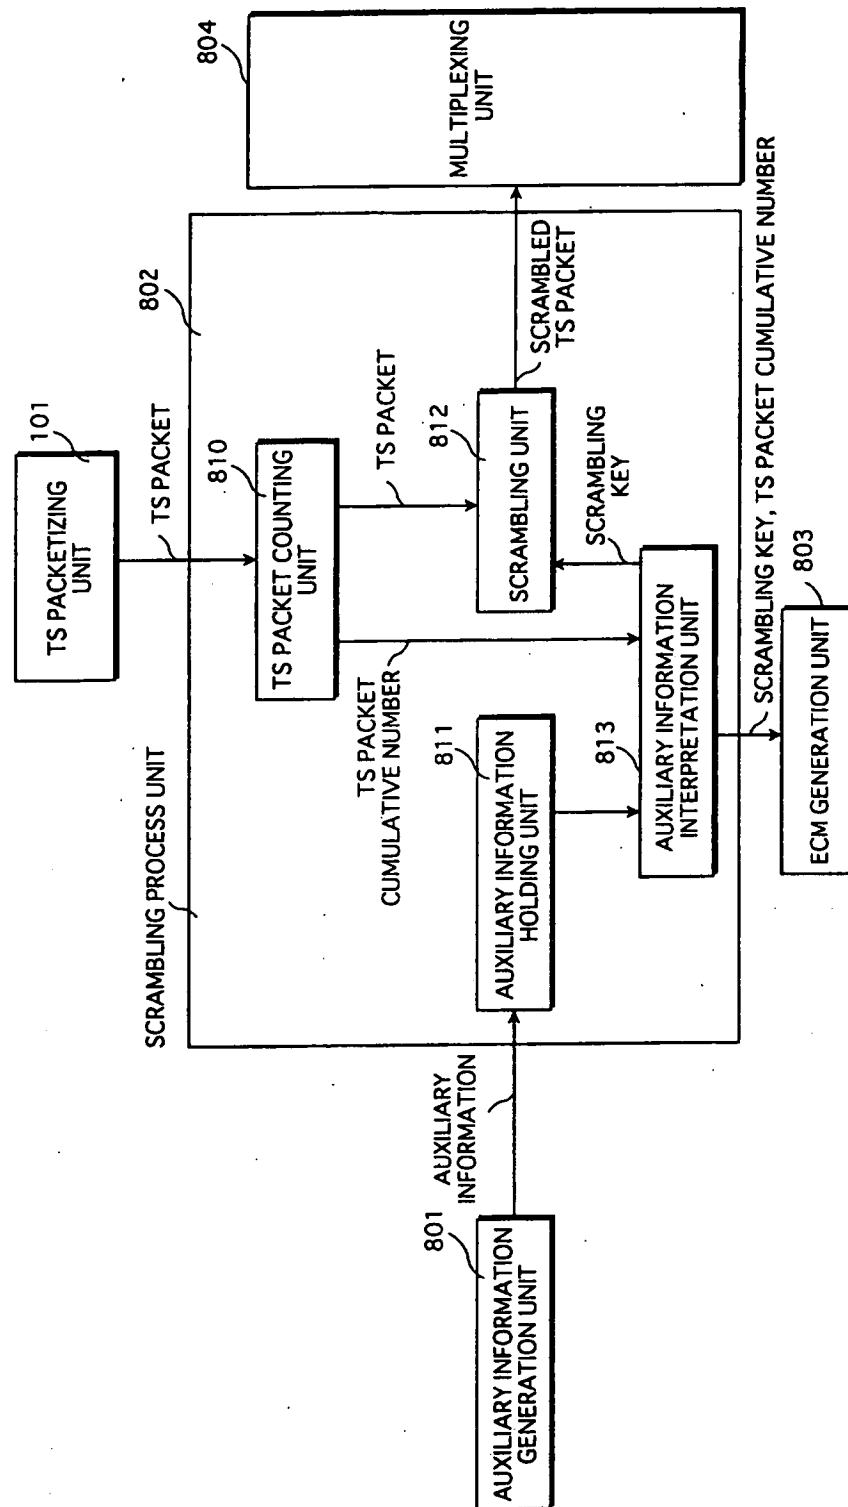 101
TS PACKETIZING
UNIT
TS PACKET
SCRAMBLING PROCESS UNIT
802
804
MULTIPLEXING
UNIT
810
TS PACKET COUNTING
UNIT
TS PACKET
CUMULATIVE NUMBER
TS PACKET
801
AUXILIARY INFORMATION
GENERATION UNIT
AUXILIARY
INFORMATION
811
AUXILIARY INFORMATION
HOLDING UNIT
812
SCRAMBLING UNIT
SCRAMBLED
TS PACKET
SCRAMBLING
KEY
813
AUXILIARY INFORMATION
INTERPRETATION UNIT
SCRAMBLING KEY, TS PACKET CUMULATIVE NUMBER
803
ECM GENERATION UNIT